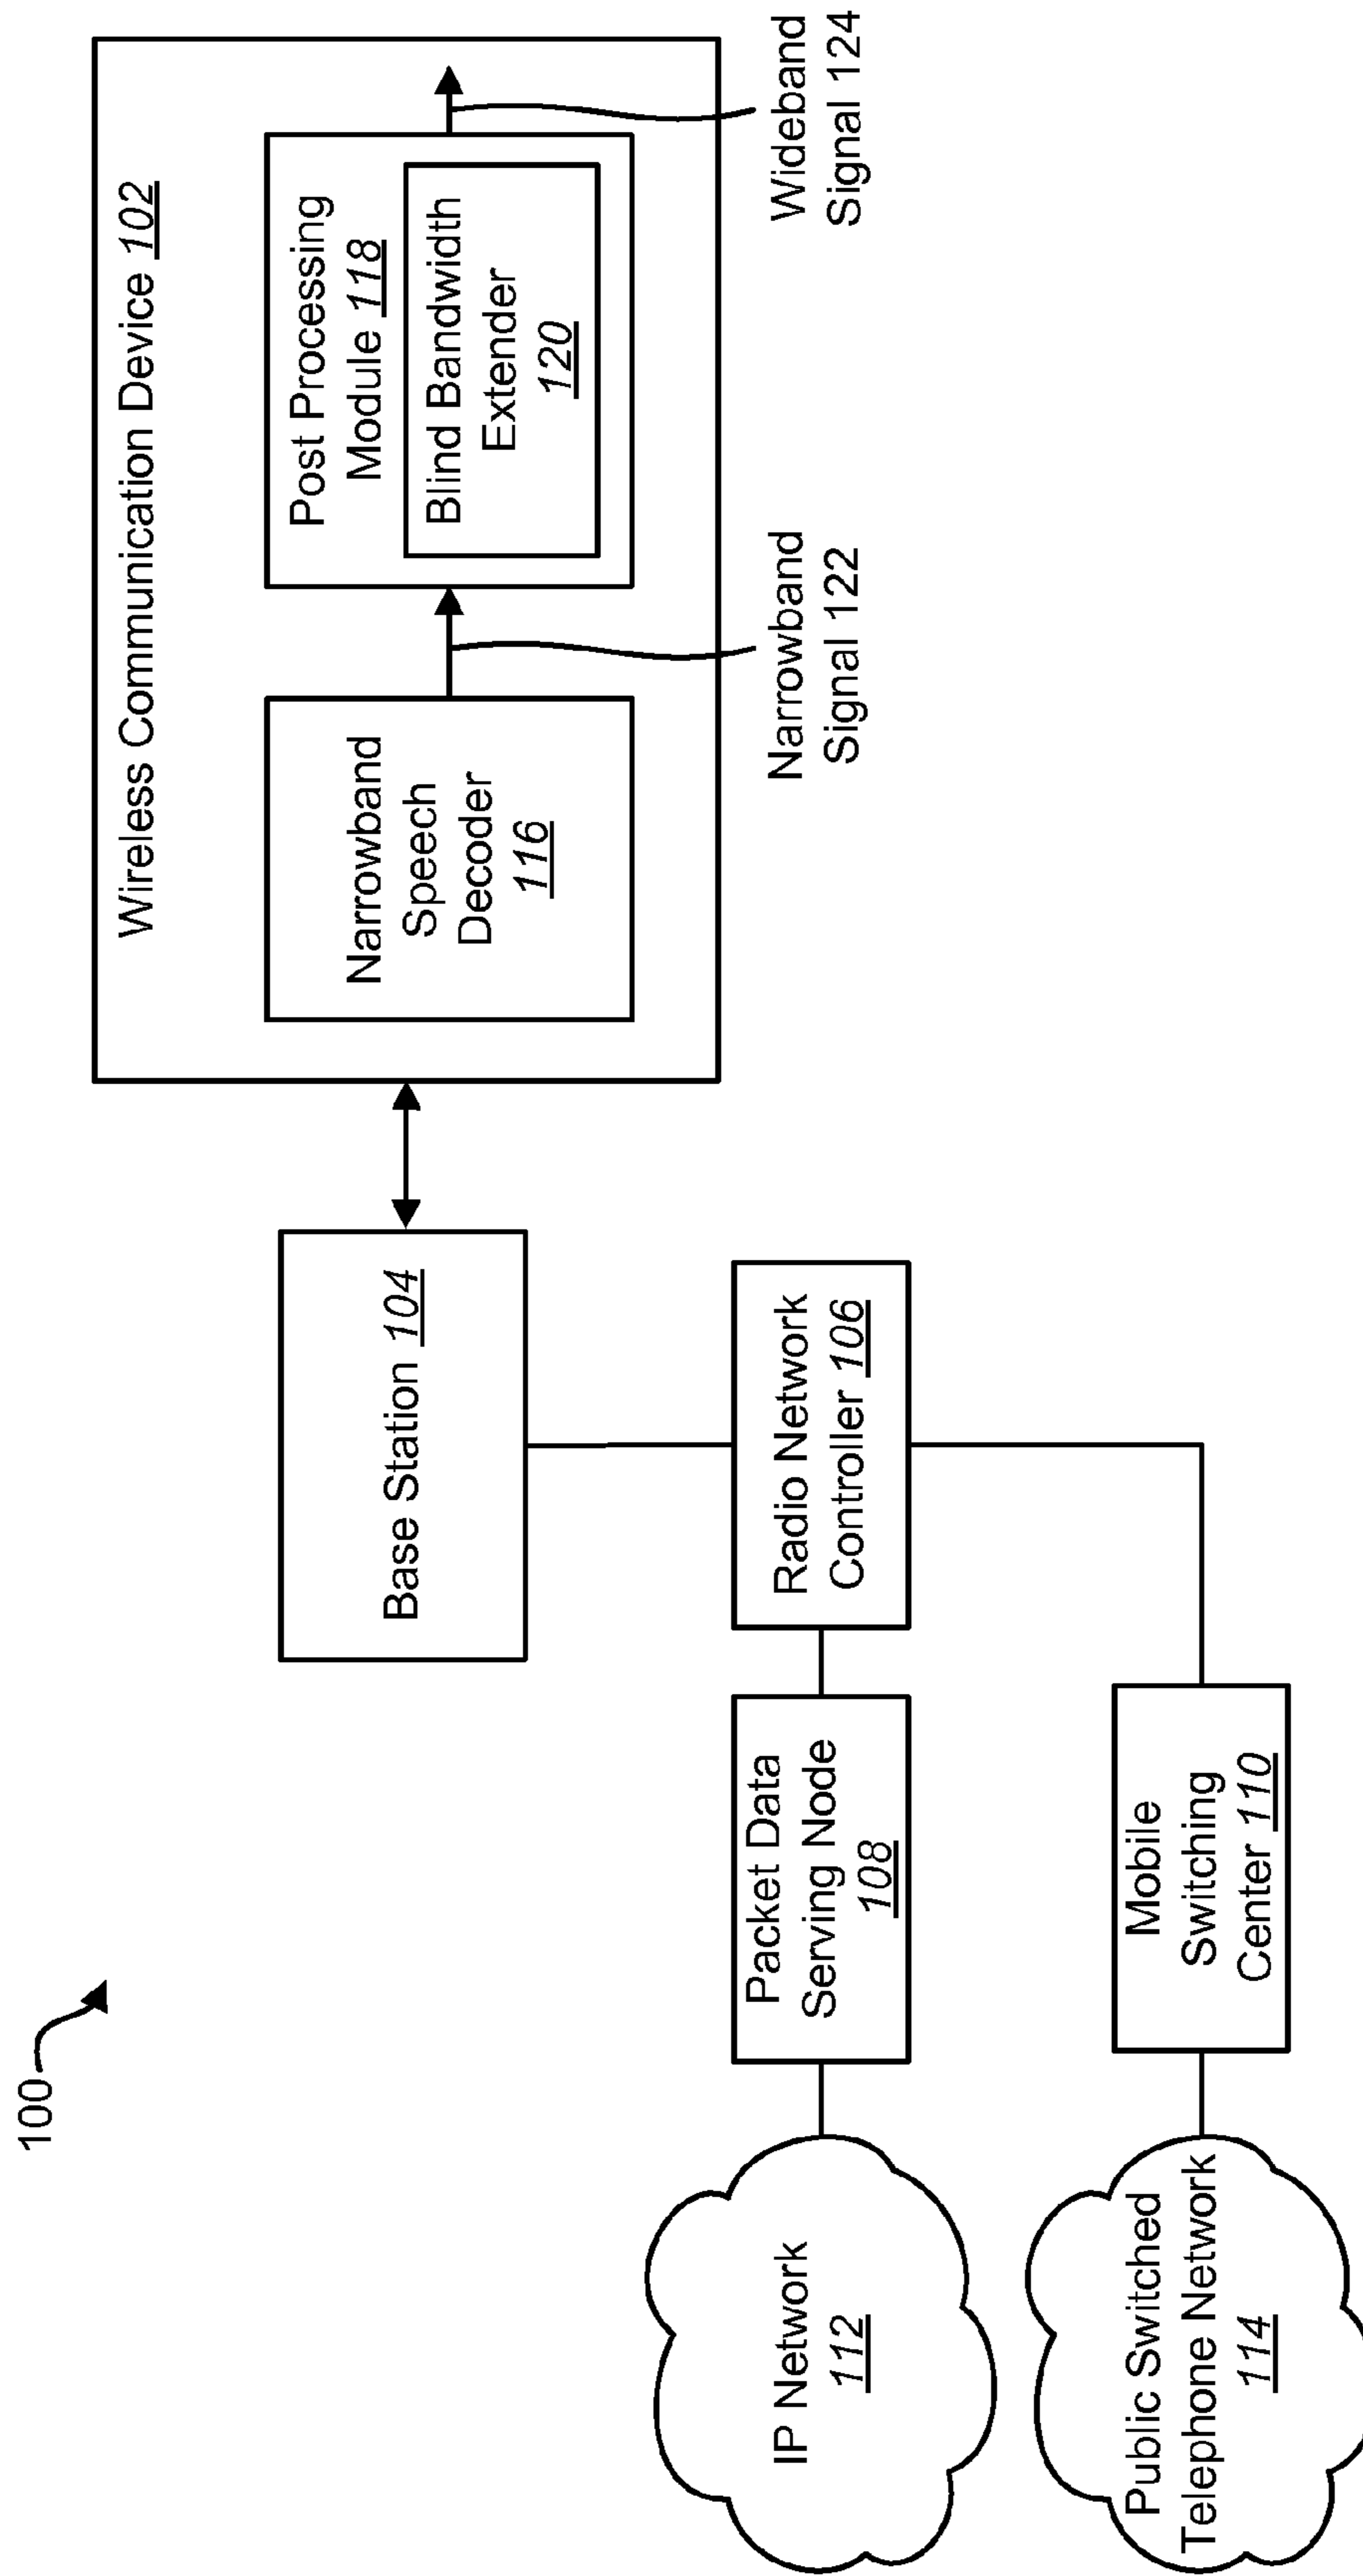 100
Wireless Communication Device 102
Narrowband
Speech
Decoder
116
Post Processing
Module 118
Blind Bandwidth
Extender
120
Narrowband
Signal 122
Wideband
Signal 124
Base Station 104
Radio Network
Controller 106
Packet Data
Serving Node
108
IP Network
112
Mobile
Switching
Center 110
Public Switched
Telephone Network
114